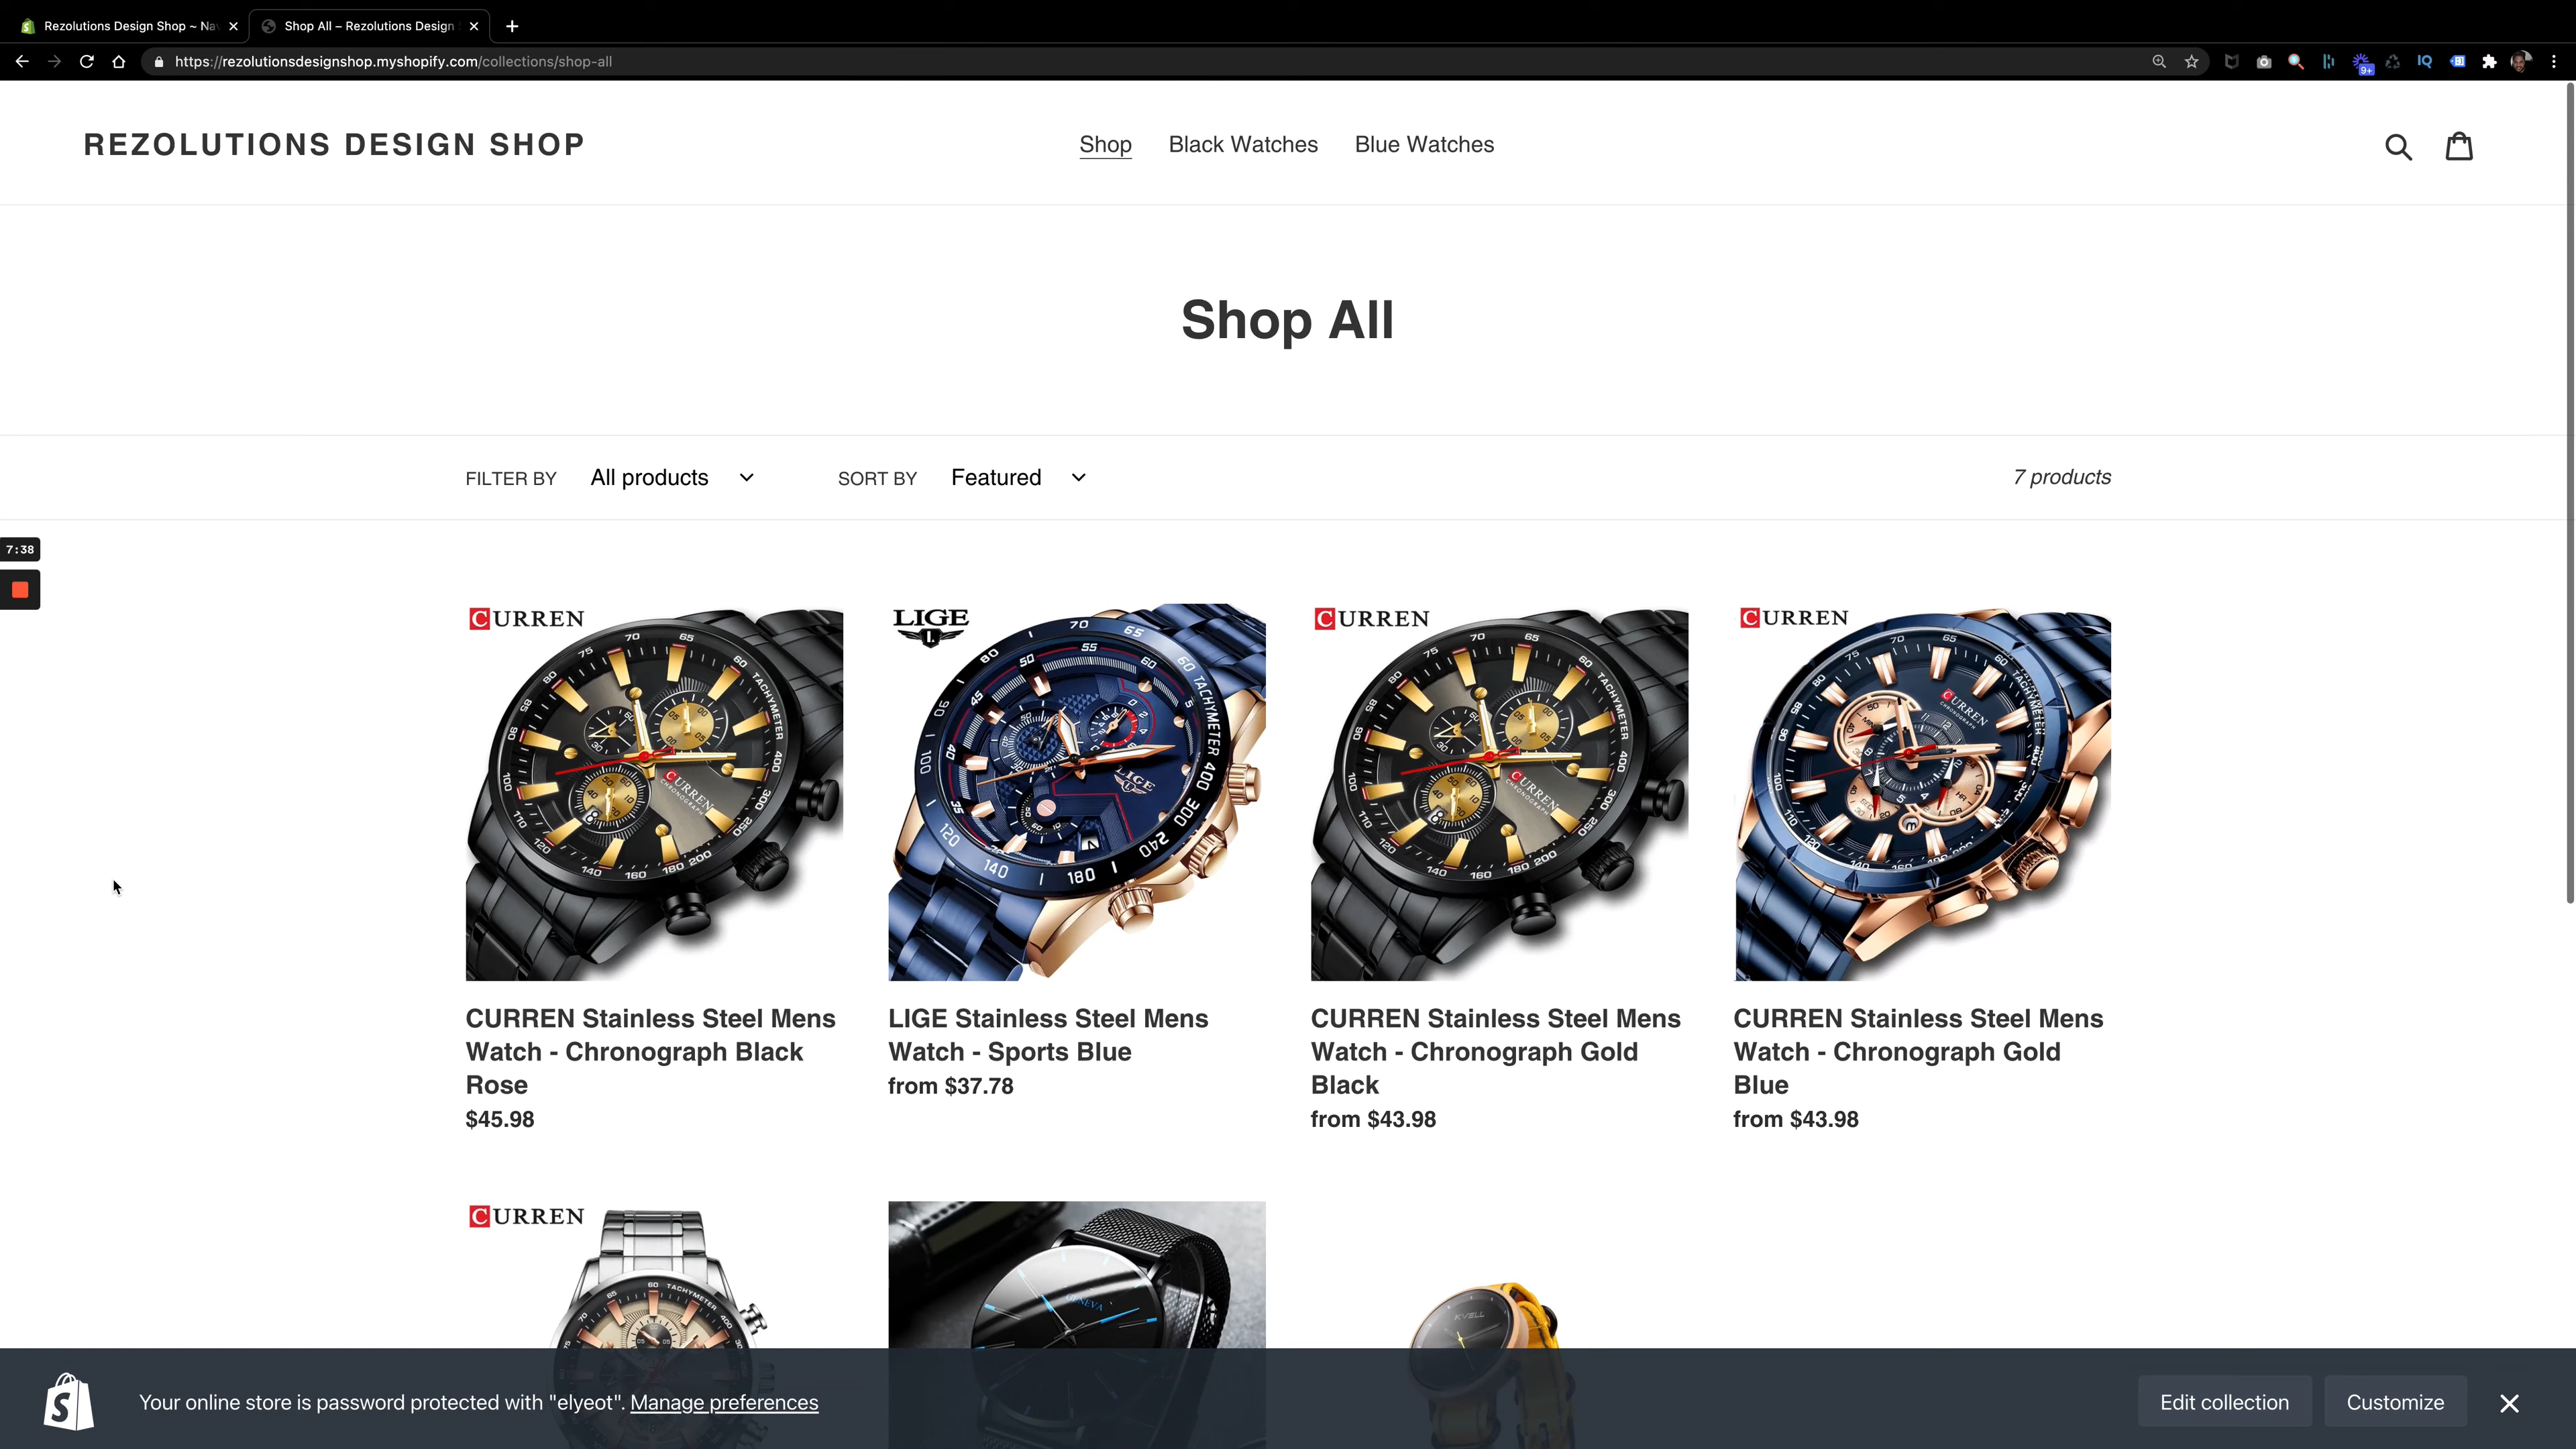 Rezolutions Design Shop ~ Na
Shop All – Rezolutions Design
https://rezolutionsdesignshop.myshopify.com/collections/shop-all
9+
IQ
REZOLUTIONS DESIGN SHOP
Shop
Black Watches
Blue Watches
Shop All
FILTER BY
All products
SORT BY
Featured
7 products
7:38
CURREN
LIGE
CURREN
CURREN
CURREN Stainless Steel Mens
Watch - Chronograph Black
Rose
$45.98
LIGE Stainless Steel Mens
Watch - Sports Blue
from $37.78
CURREN Stainless Steel Mens
Watch - Chronograph Gold
Black
from $43.98
CURREN Stainless Steel Mens
Watch - Chronograph Gold
Blue
from $43.98
CURREN
GENEVA
KVELL
Your online store is password protected with "elyeot". Manage preferences
Edit collection
Customize